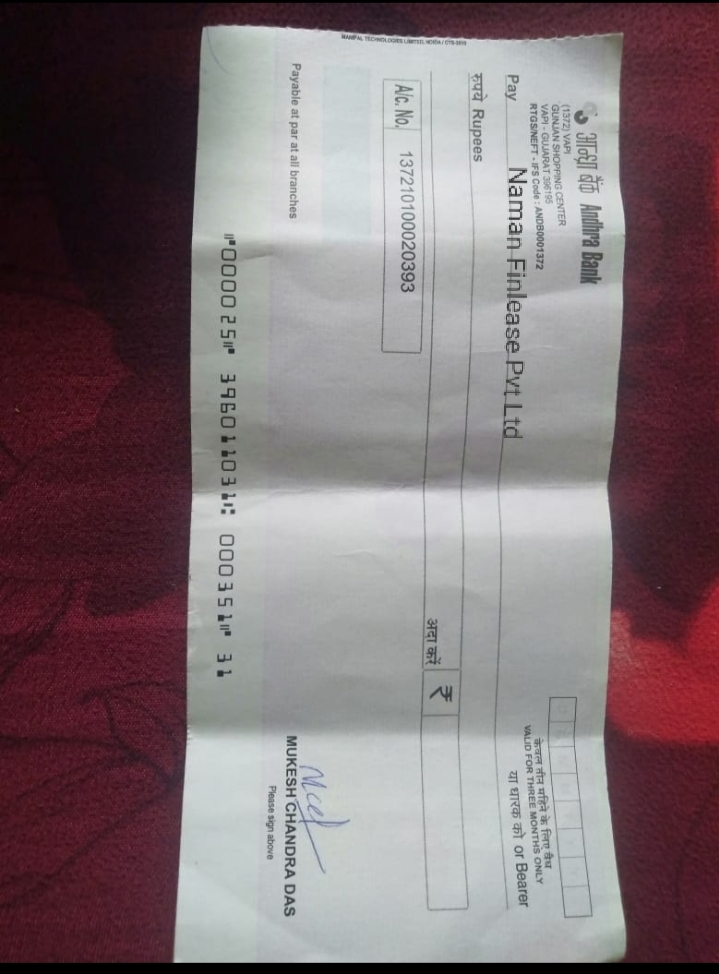 आन्ध्रा बैंक Andhra Bank
(1372) VAPI
GUNJAN SHOPPING CENTER
VAPI - GUJARAT 396195
RTGS/NEFT - IFS Code : ANDB0001372
केवल तीन महिने के लिए वैध
VALID FOR THREE MONTHS ONLY
Pay Naman Finlease Pvt Ltd या धारक को or Bearer
रुपये Rupees
अदा करें ₹
A/c. No. 137210100020393
MANIPAL TECHNOLOGIES LIMITED, NOIDA / CTS-2010
Payable at par at all branches
MUKESH CHANDRA DAS
Please sign above
⑈000025⑈ 396011031⑆ 000351⑈ 31